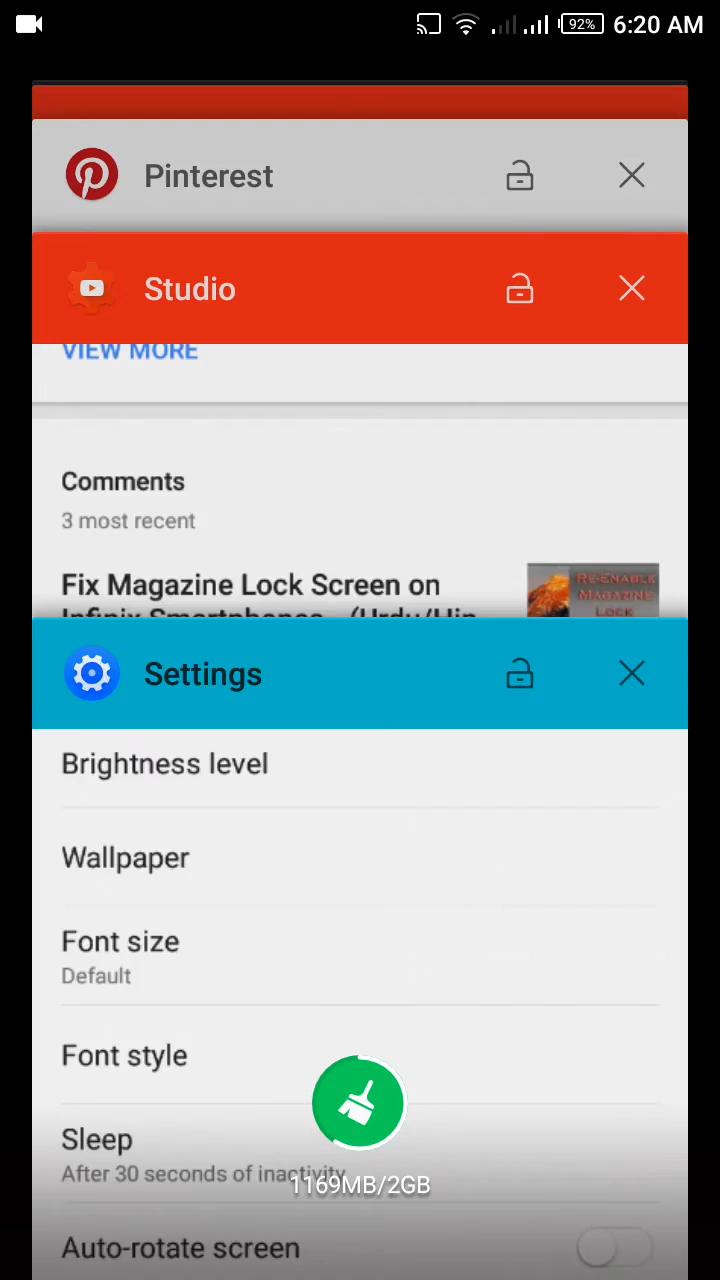 92%
6:20 AM
Pinterest
Studio
VIEW MORE
Comments
3 most recent
Fix Magazine Lock Screen on
Infinix Smartphones - (Urdu/Hin
RE-ENABLE
MAGAZINE
LOCK
Settings
Brightness level
Wallpaper
Font size
Default
Font style
Sleep
After 30 seconds of inactivity
1169MB/2GB
Auto-rotate screen